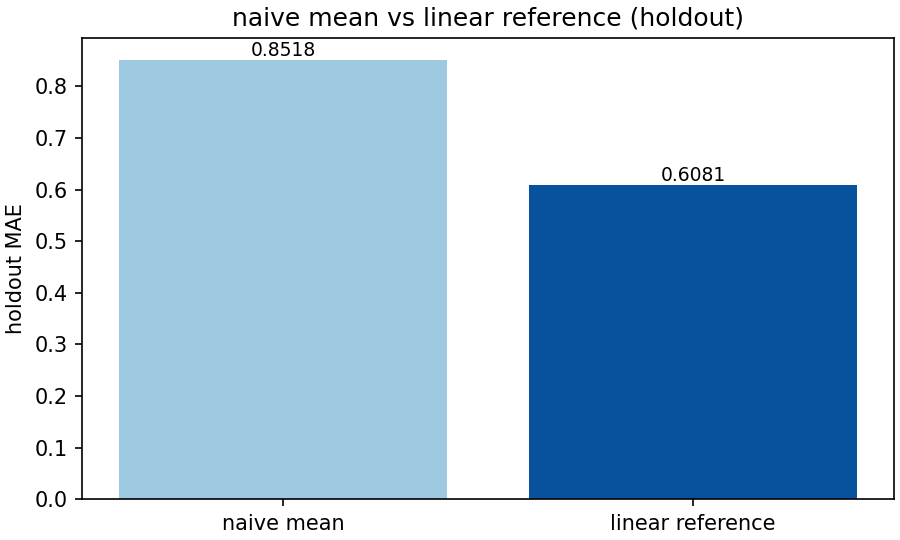 naive mean vs linear reference (holdout)
0.8518
0.6081
0.8
0.7
0.6
0.5
0.4
0.3
0.2
0.1
0.0
holdout MAE
naive mean
linear reference